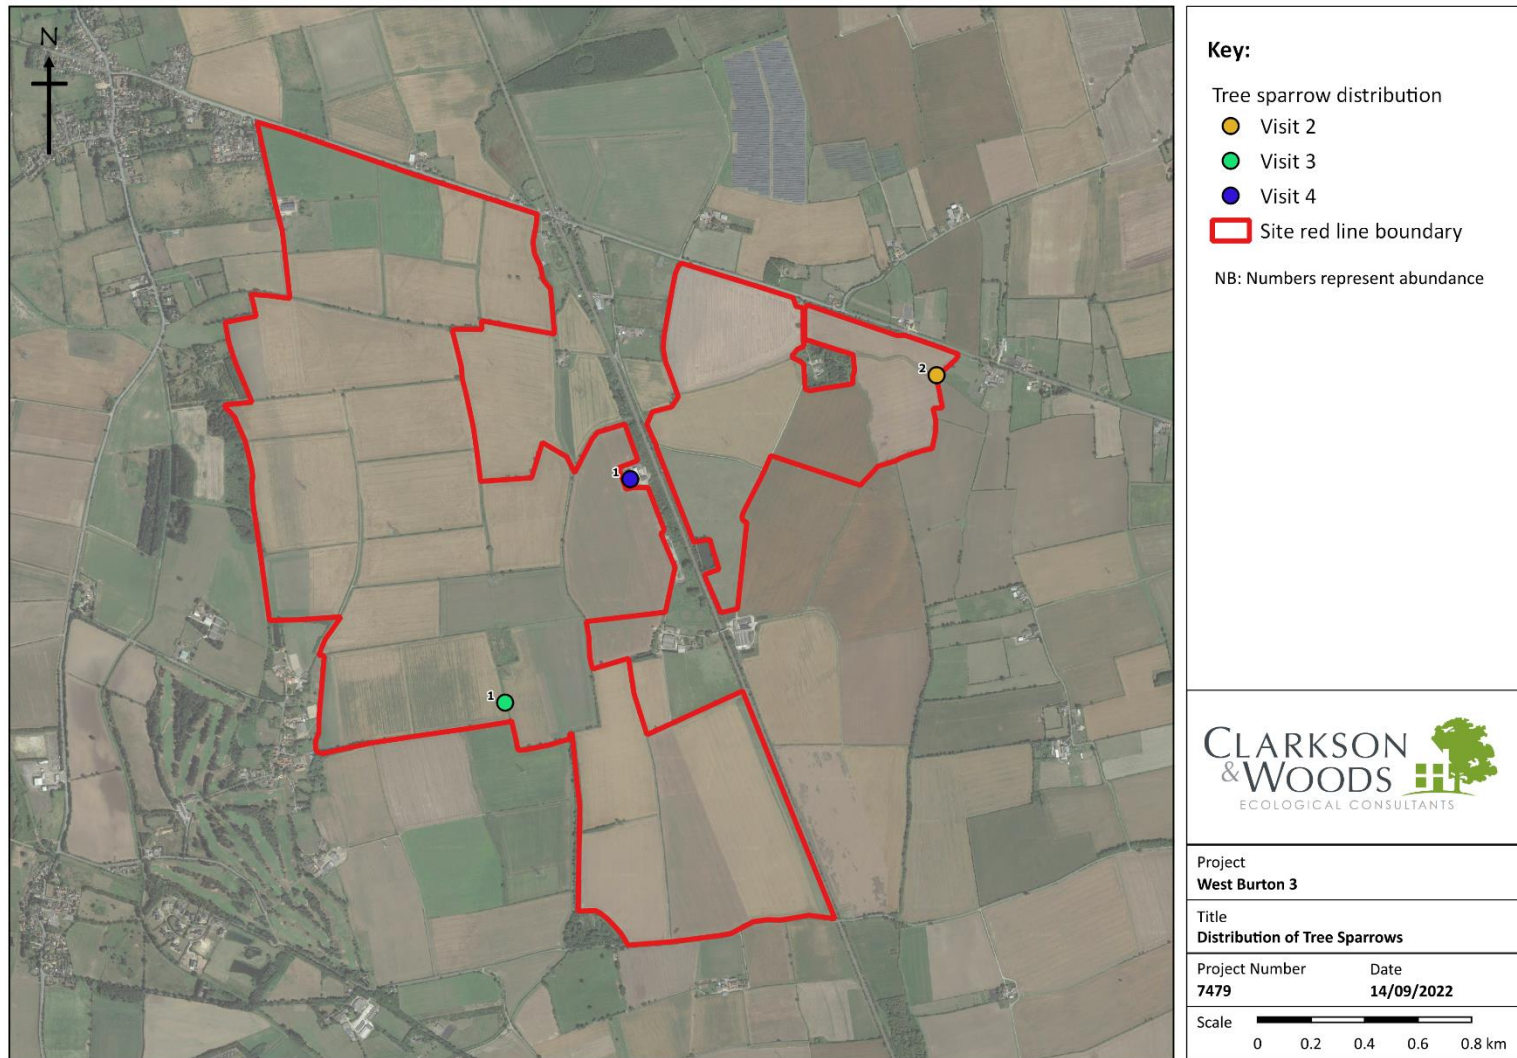 N
2
1
1
Key:
Tree sparrow distribution
Visit 2
Visit 3
Visit 4
Site red line boundary
NB: Numbers represent abundance
CLARKSON
&WOODS
ECOLOGICAL CONSULTANTS
Project
West Burton 3
Title
Distribution of Tree Sparrows
Project Number Date
7479 14/09/2022
Scale
0 0.2 0.4 0.6 0.8 km